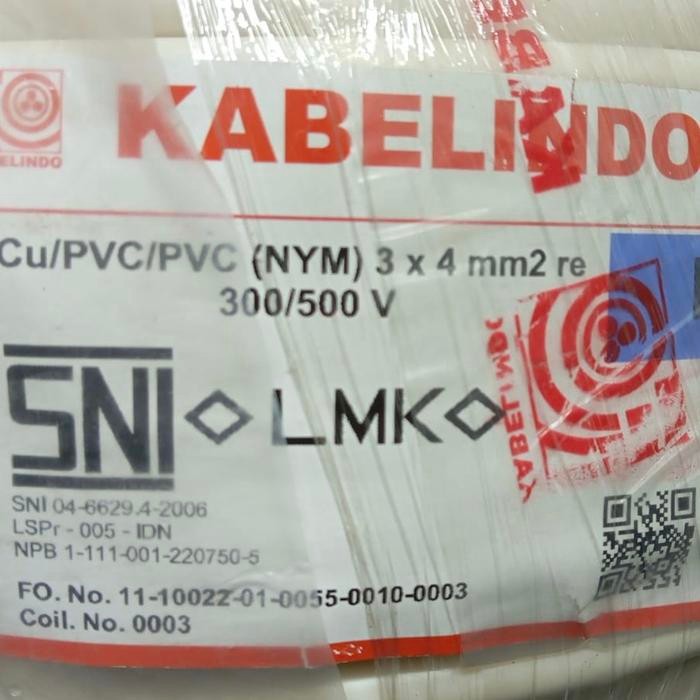 ELINDO
KABELINDO
Cu/PVC/PVC (NYM) 3 x 4 mm2 re
300/500 V
SNI LMK
KABELINDO
SNI 04-6629.4-2006
LSPr - 005 - IDN
NPB 1-111-001-220750-5
FO. No. 11-10022-01-0055-0010-0003
Coil. No. 0003